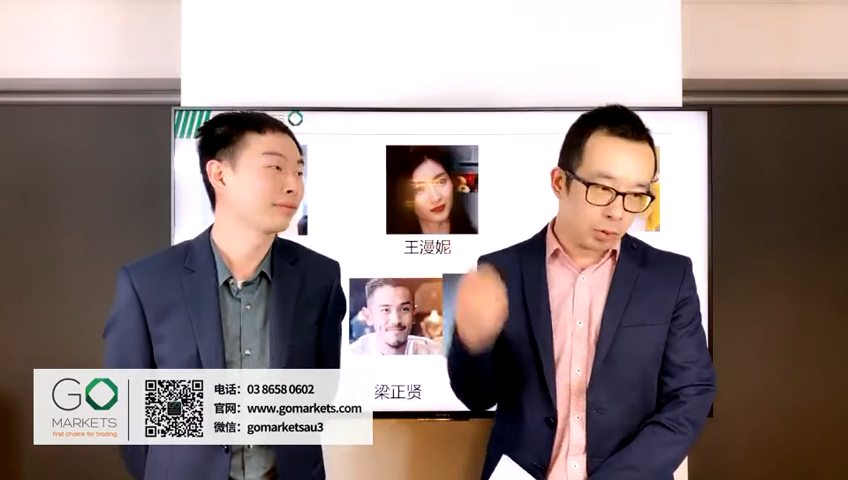 王漫妮
梁正贤
GO
MARKETS
first choice for trading
电话：03 8658 0602
官网：www.gomarkets.com
微信：gomarketsau3